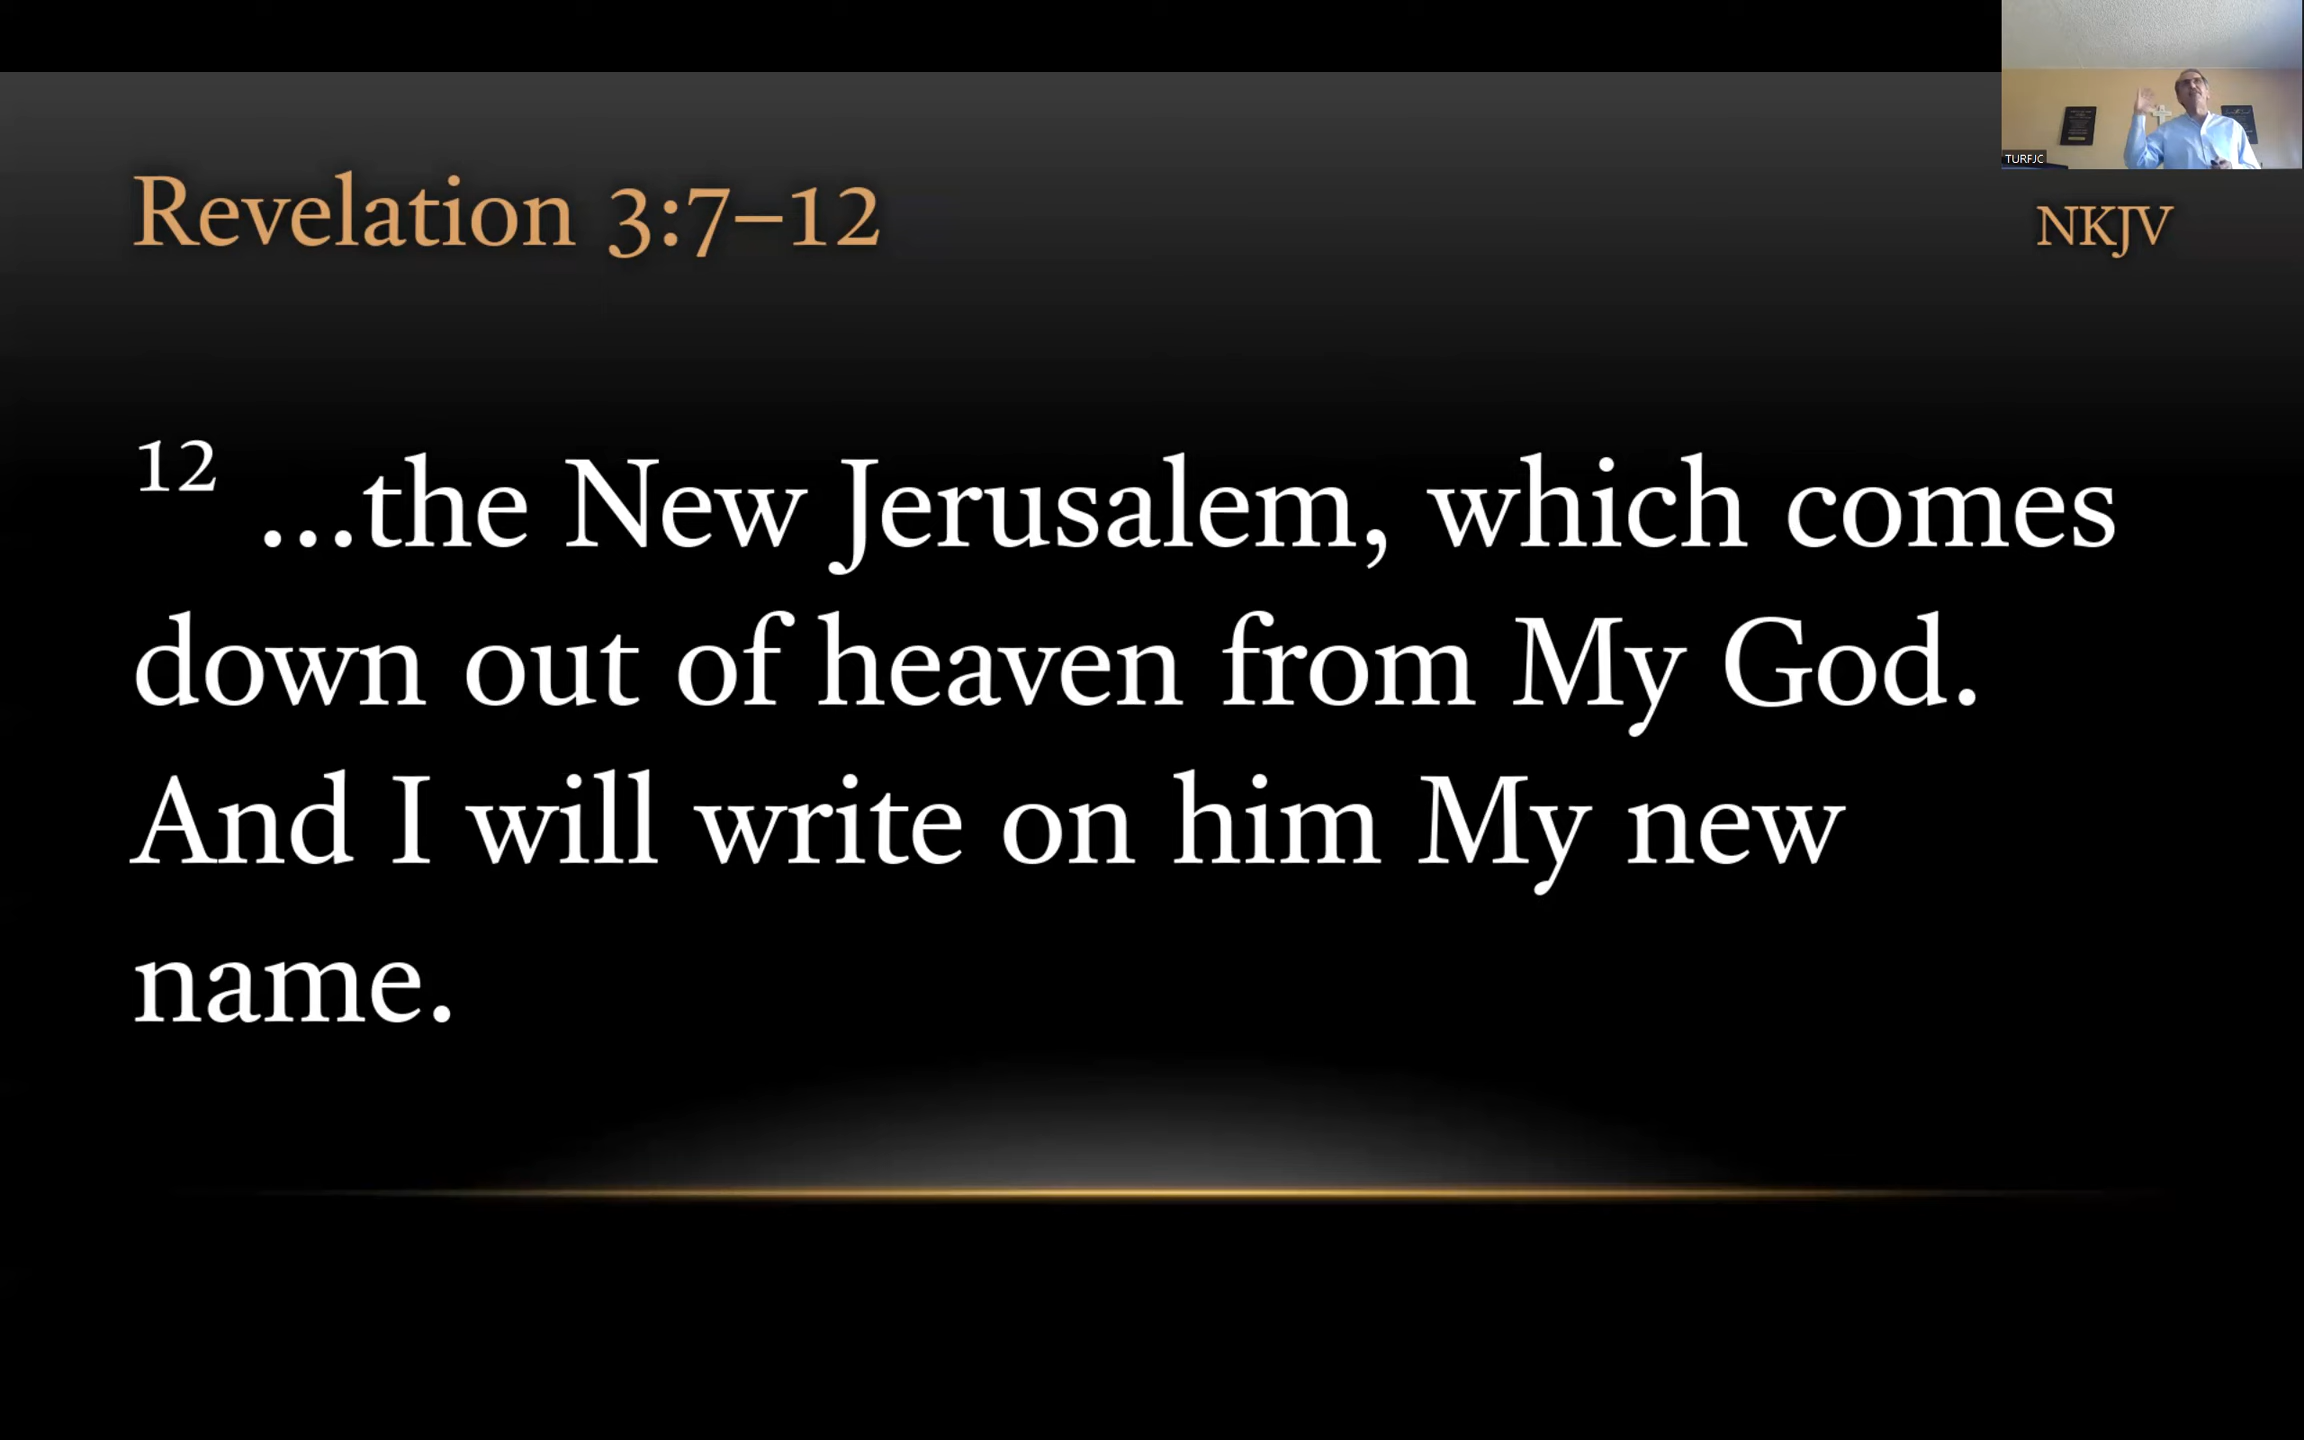 TURFJC
Revelation 3:7–12
NKJV
12 ...the New Jerusalem, which comes
down out of heaven from My God.
And I will write on him My new
name.